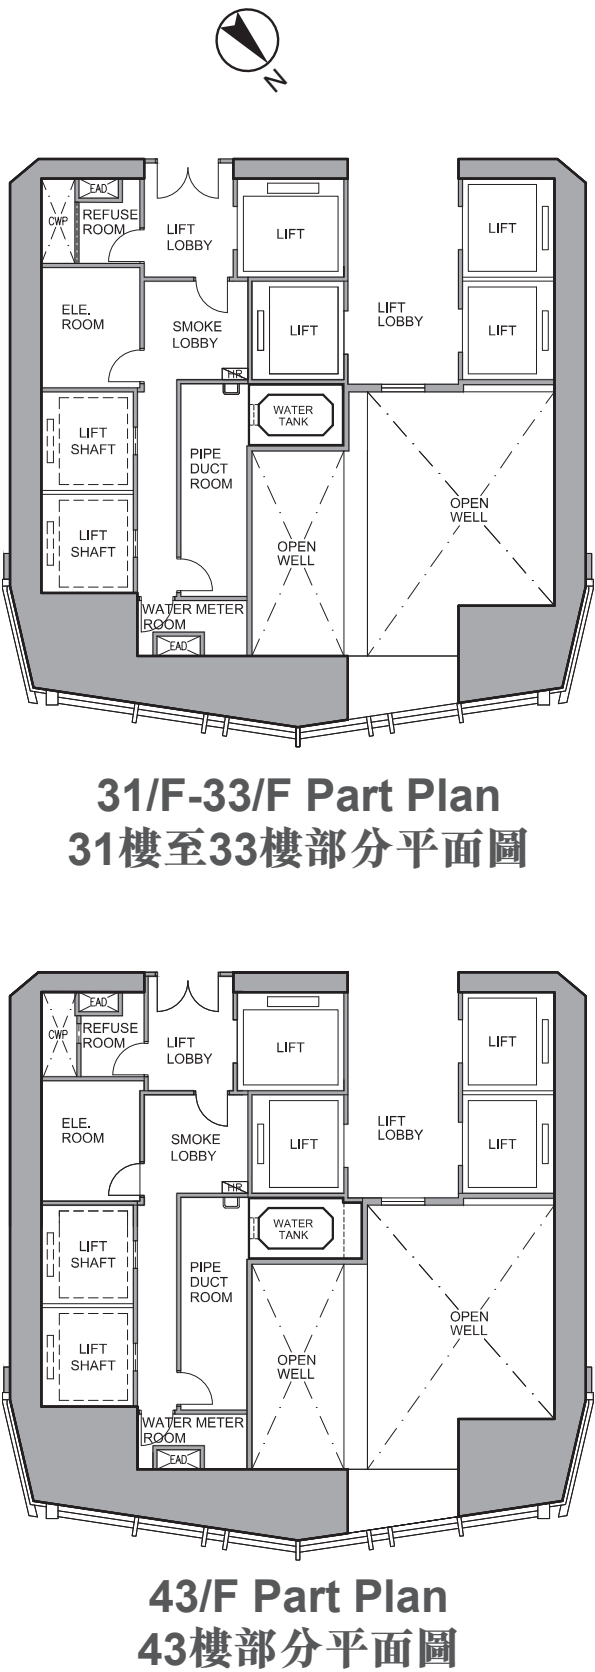 N
EAD
CWP
REFUSE
ROOM
LIFT
LOBBY
LIFT
LIFT
ELE.
ROOM
SMOKE
LOBBY
LIFT
LIFT
LOBBY
LIFT
HR
LIFT
SHAFT
WATER
TANK
PIPE
DUCT
ROOM
OPEN
WELL
LIFT
SHAFT
OPEN
WELL
WATER METER
ROOM
EAD
31/F-33/F Part Plan
31樓至33樓部分平面圖
EAD
CWP
REFUSE
ROOM
LIFT
LOBBY
LIFT
LIFT
ELE.
ROOM
SMOKE
LOBBY
LIFT
LIFT
LOBBY
LIFT
HR
LIFT
SHAFT
WATER
TANK
PIPE
DUCT
ROOM
OPEN
WELL
LIFT
SHAFT
OPEN
WELL
WATER METER
ROOM
EAD
43/F Part Plan
43樓部分平面圖